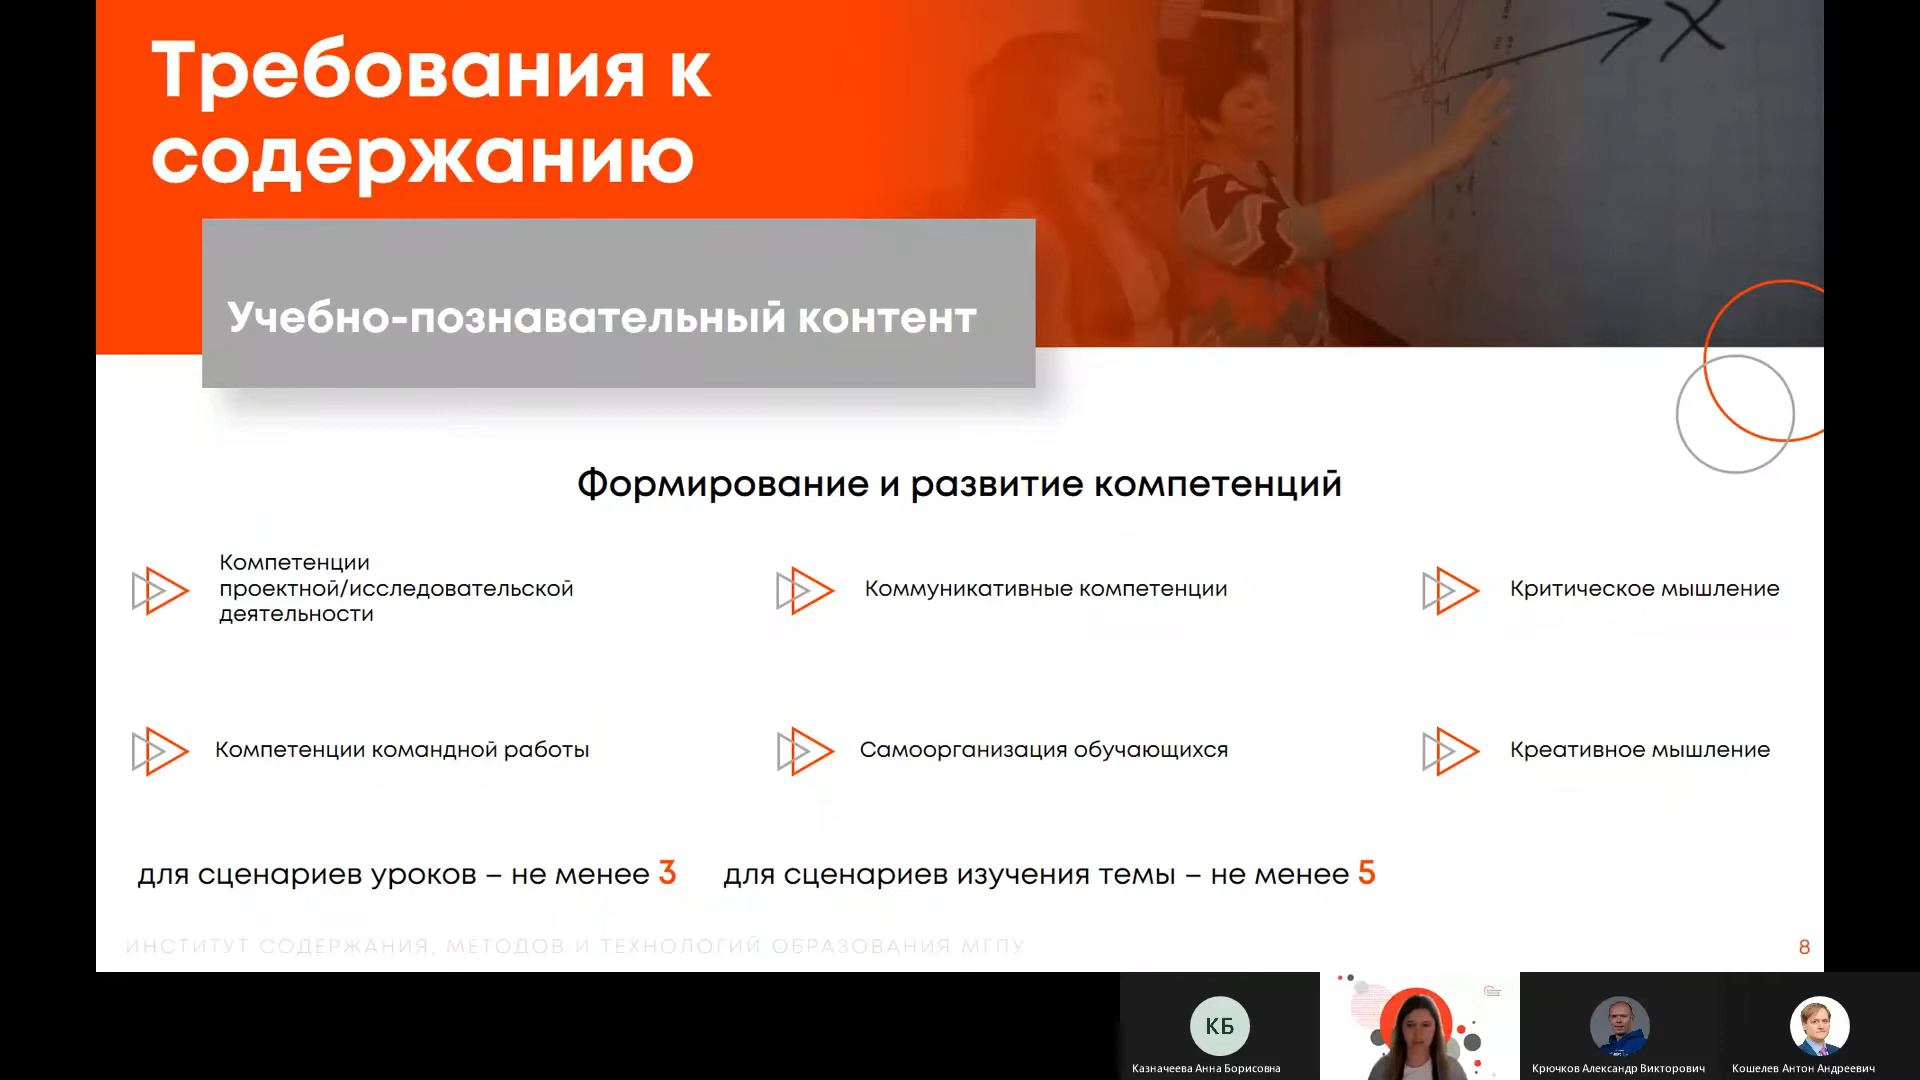 Требования к
содержанию
X
Учебно-познавательный контент
Формирование и развитие компетенций
Компетенции
проектной/исследовательской
деятельности
Коммуникативные компетенции
Критическое мышление
Компетенции командной работы
Самоорганизация обучающихся
Креативное мышление
для сценариев уроков – не менее 3
для сценариев изучения темы – не менее 5
ИНСТИТУТ СОДЕРЖАНИЯ, МЕТОДОВ И ТЕХНОЛОГИЙ ОБРАЗОВАНИЯ МГПУ
8
КБ
Казначеева Анна Борисовна
Крючков Александр Викторович
Кошелев Антон Андреевич